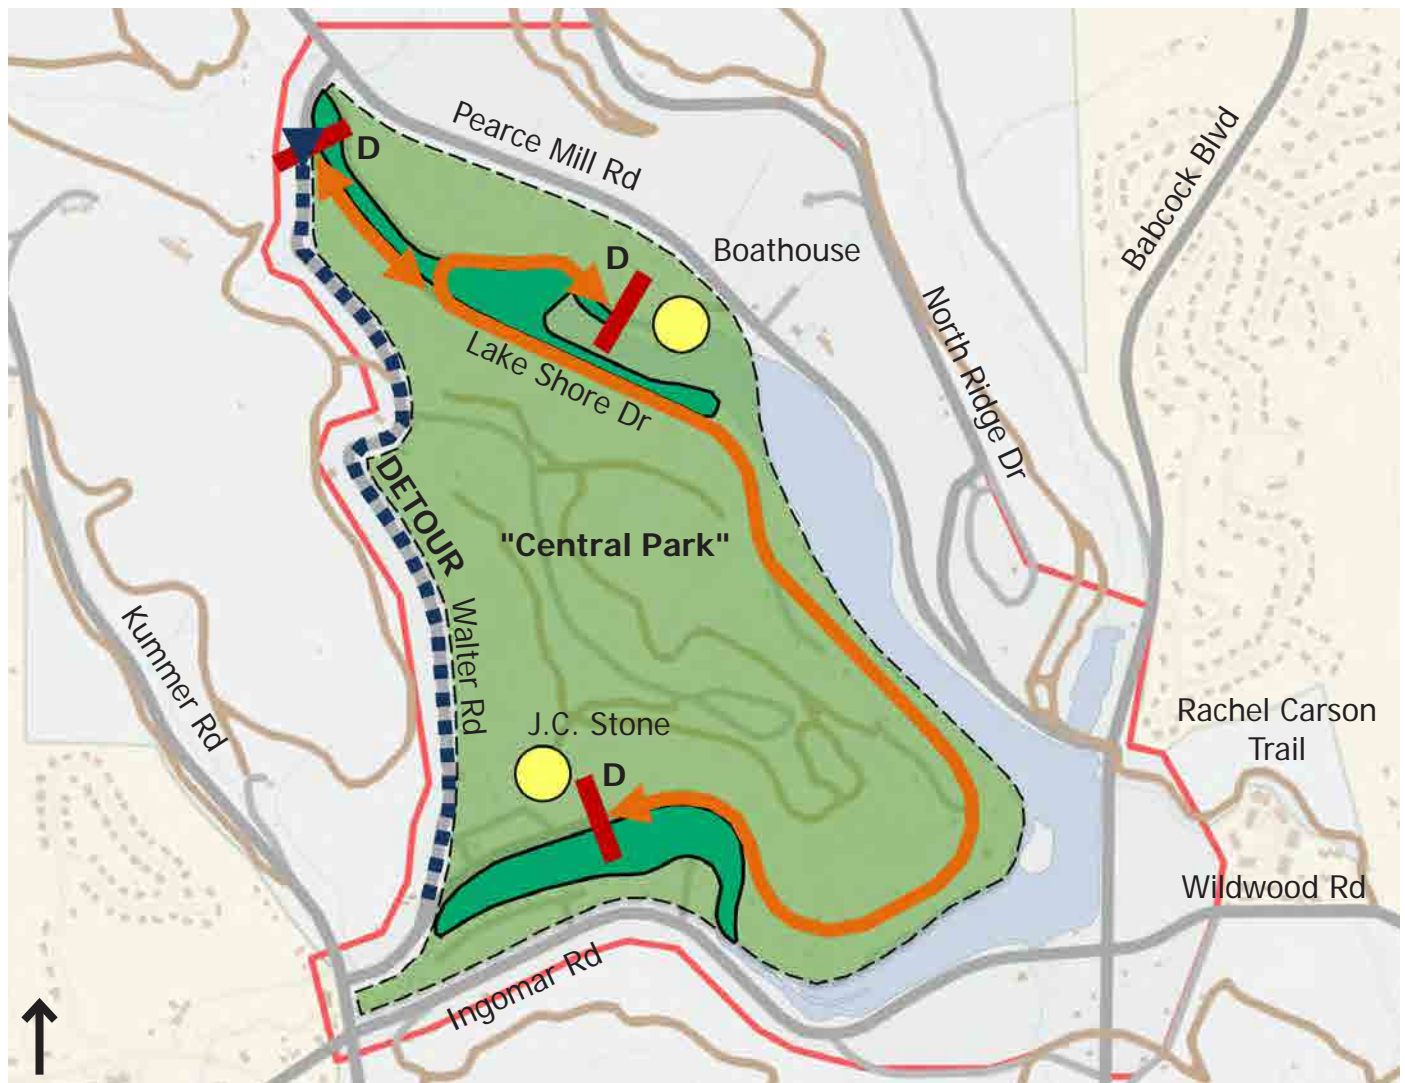 Pearce Mill Rd
Babcock Blvd
D
Boathouse
D
North Ridge Dr
Lake Shore Dr
DETOUR
"Central Park"
Walter Rd
Kummer Rd
J.C. Stone
D
Rachel Carson
Trail
Wildwood Rd
Ingomar Rd